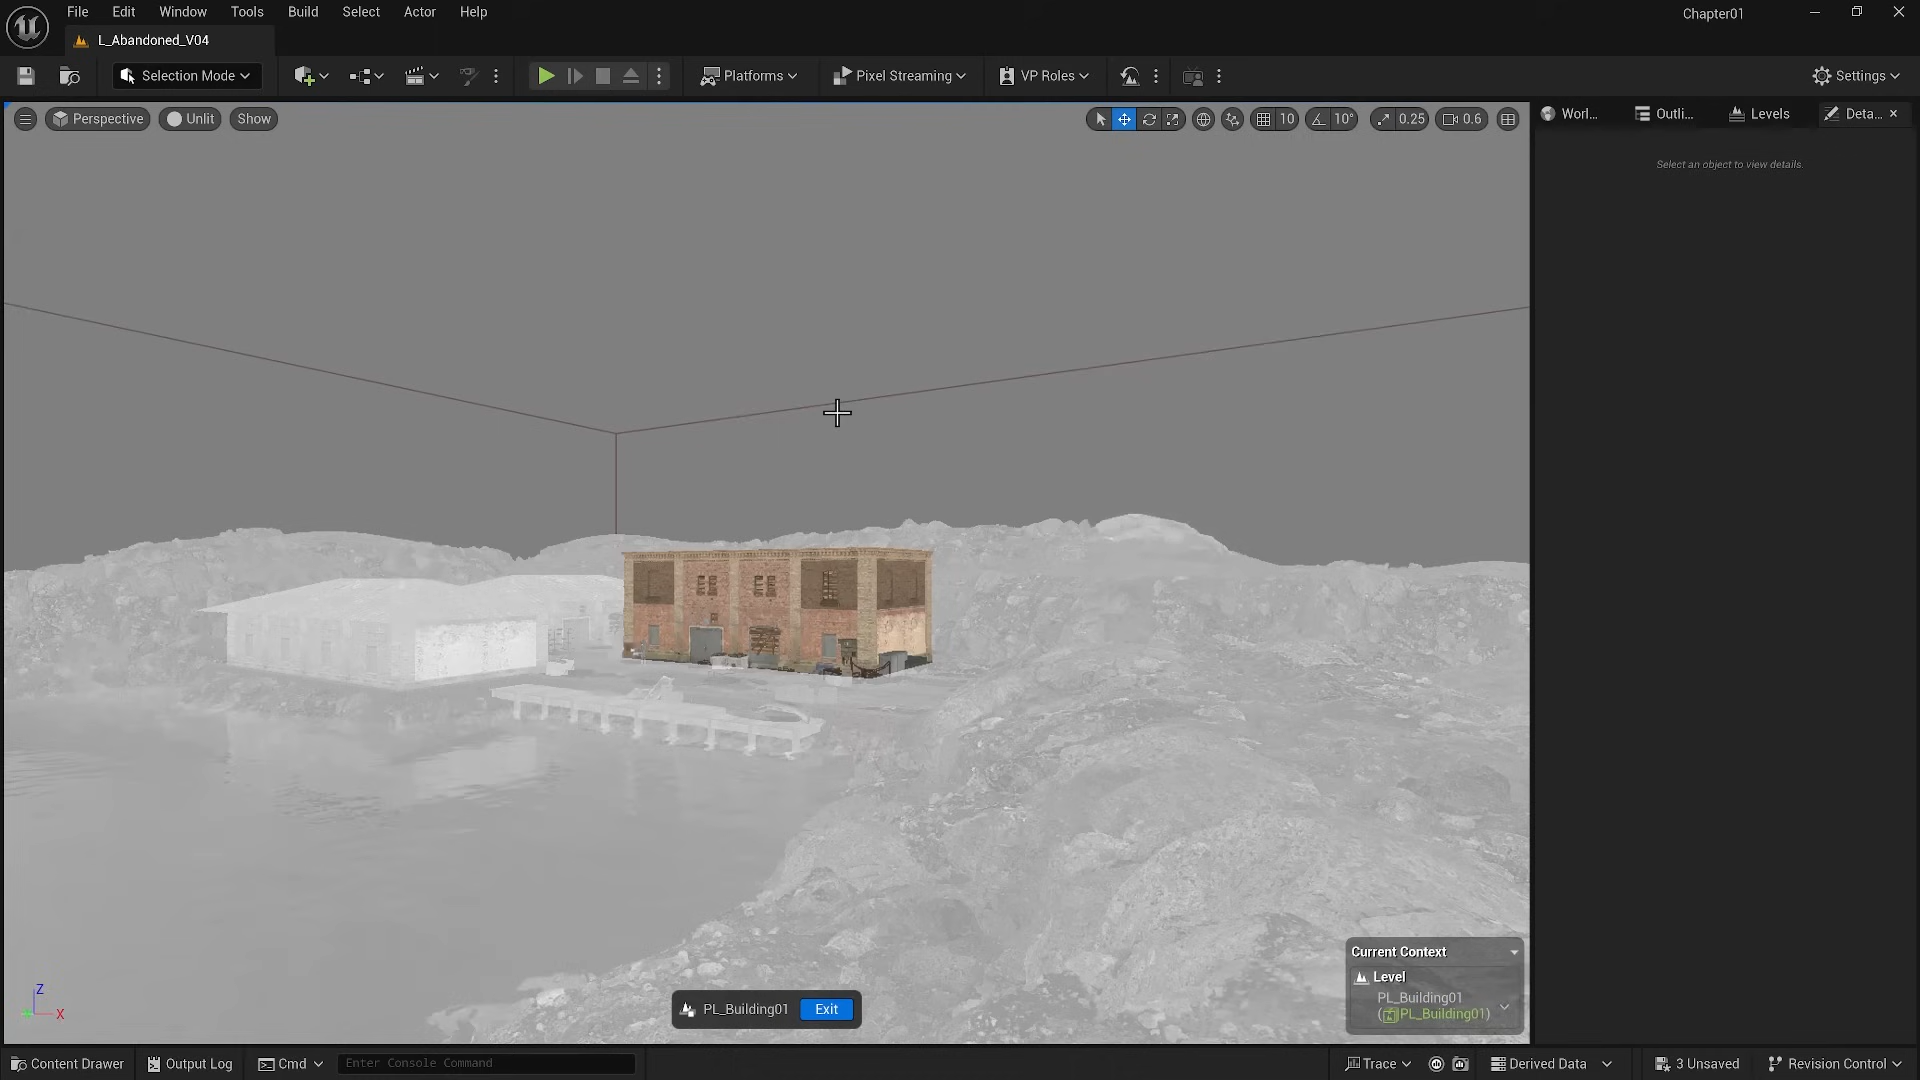 File Edit Window Tools Build Select Actor Help
Chapter01
L_Abandoned_V04
Selection Mode
Platforms
Pixel Streaming
VP Roles
Settings
Perspective Unlit Show
10 10° 0.25 0.6
Worl... Outli... Levels Deta...
Select an object to view details.
Current Context
Level
PL_Building01
(PL_Building01)
PL_Building01 Exit
Z
X
Content Drawer Output Log Cmd Enter Console Command
Trace Derived Data 3 Unsaved Revision Control